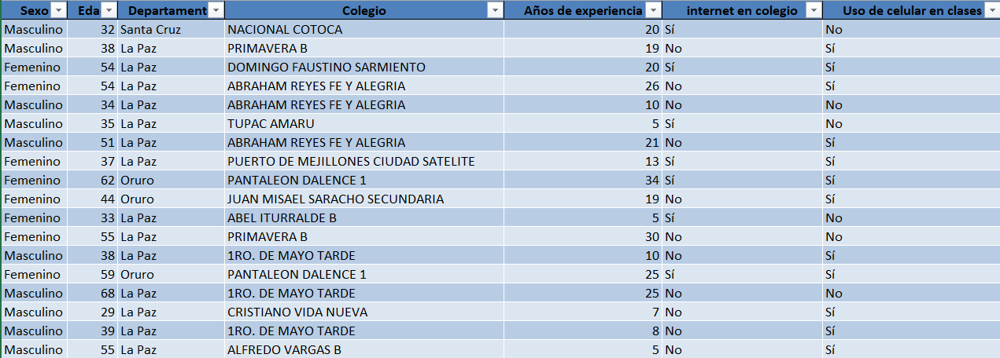 Sexo Eda Departament Colegio Años de experiencia internet en colegio Uso de celular en clases
Masculino 32 Santa Cruz NACIONAL COTOCA 20 Sí No
Masculino 38 La Paz PRIMAVERA B 19 No Sí
Femenino 54 La Paz DOMINGO FAUSTINO SARMIENTO 20 Sí Sí
Femenino 54 La Paz ABRAHAM REYES FE Y ALEGRIA 26 No Sí
Masculino 34 La Paz ABRAHAM REYES FE Y ALEGRIA 10 No No
Masculino 35 La Paz TUPAC AMARU 5 Sí No
Masculino 51 La Paz ABRAHAM REYES FE Y ALEGRIA 21 No Sí
Femenino 37 La Paz PUERTO DE MEJILLONES CIUDAD SATELITE 13 Sí Sí
Femenino 62 Oruro PANTALEON DALENCE 1 34 Sí Sí
Femenino 44 Oruro JUAN MISAEL SARACHO SECUNDARIA 19 No Sí
Femenino 33 La Paz ABEL ITURRALDE B 5 Sí No
Femenino 55 La Paz PRIMAVERA B 30 No No
Masculino 38 La Paz 1RO. DE MAYO TARDE 10 No Sí
Femenino 59 Oruro PANTALEON DALENCE 1 25 Sí Sí
Masculino 68 La Paz 1RO. DE MAYO TARDE 25 No No
Masculino 29 La Paz CRISTIANO VIDA NUEVA 7 No Sí
Masculino 39 La Paz 1RO. DE MAYO TARDE 8 No Sí
Masculino 55 La Paz ALFREDO VARGAS B 5 No Sí